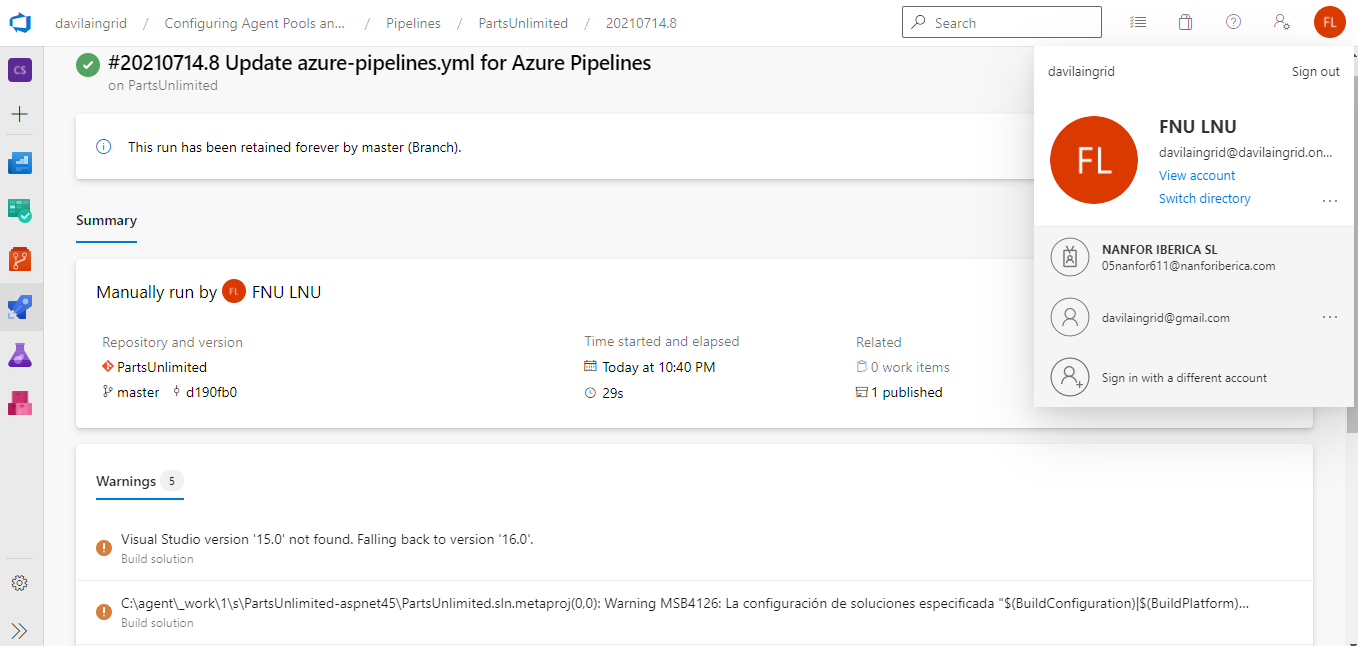 davilaingrid / Configuring Agent Pools an... / Pipelines / PartsUnlimited / 20210714.8
Search
FL
CS
#20210714.8 Update azure-pipelines.yml for Azure Pipelines
on PartsUnlimited
This run has been retained forever by master (Branch).
Summary
Manually run by FL FNU LNU
Repository and version
PartsUnlimited
master d190fb0
Time started and elapsed
Today at 10:40 PM
29s
Related
0 work items
1 published
Warnings 5
Visual Studio version '15.0' not found. Falling back to version '16.0'.
Build solution
C:\agent\_work\1\s\PartsUnlimited-aspnet45\PartsUnlimited.sln.metaproj(0,0): Warning MSB4126: La configuración de soluciones especificada "$(BuildConfiguration)|$(BuildPlatform)...
Build solution
davilaingrid
Sign out
FL
FNU LNU
davilaingrid@davilaingrid.on...
View account
Switch directory
...
NANFOR IBERICA SL
05nanfor611@nanforiberica.com
davilaingrid@gmail.com
...
Sign in with a different account